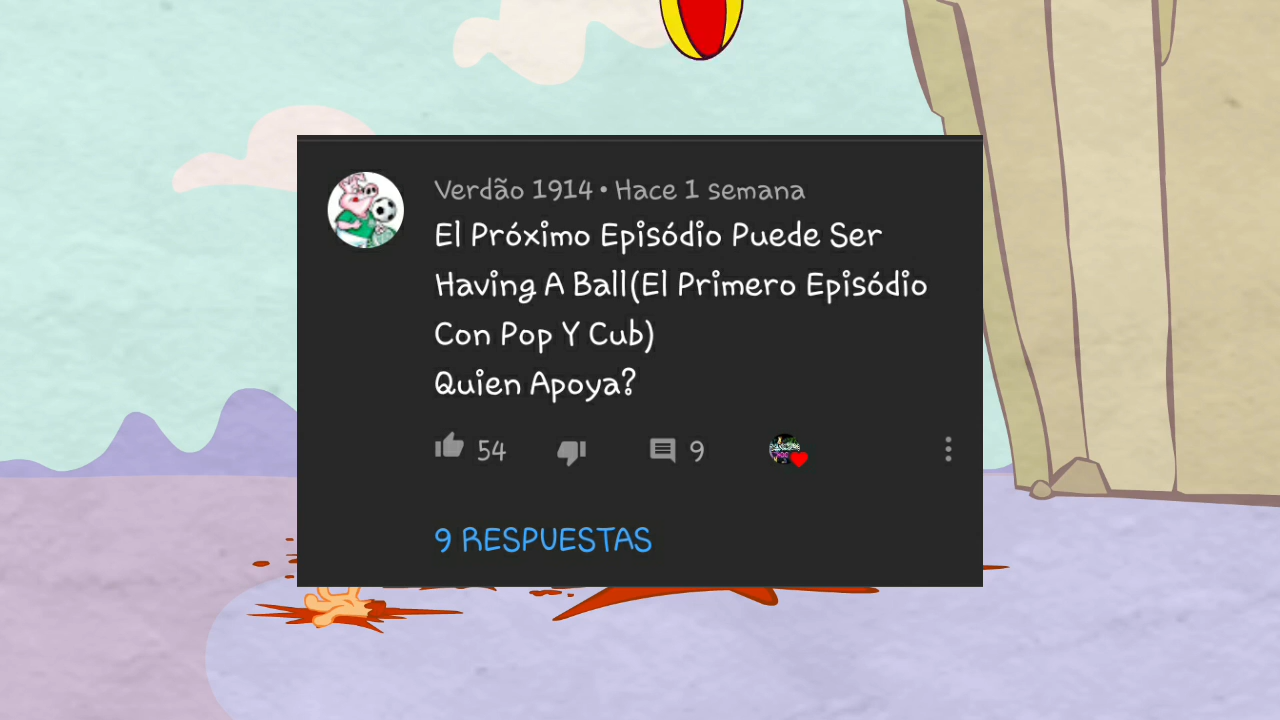 Verdão 1914 • Hace 1 semana
El Próximo Episódio Puede Ser
Having A Ball(El Primero Episódio
Con Pop Y Cub)
Quien Apoya?
54 9
9 RESPUESTAS